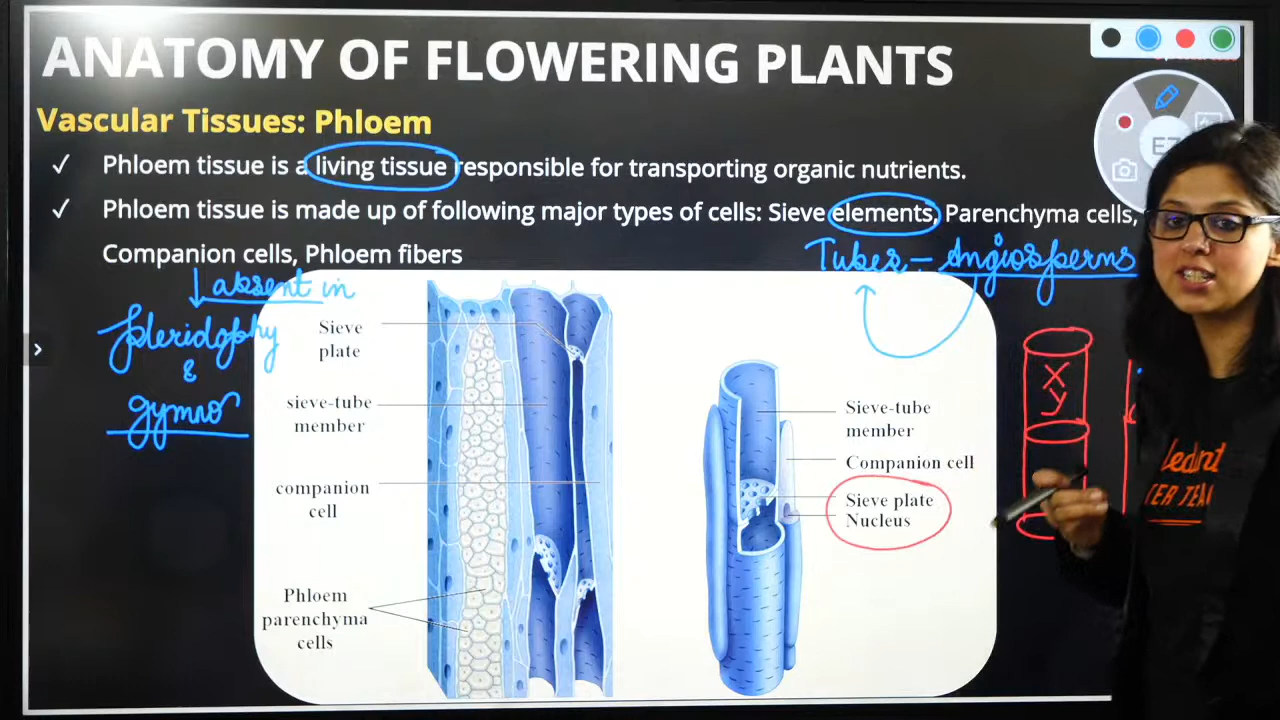 ANATOMY OF FLOWERING PLANTS
Vascular Tissues: Phloem
✓ Phloem tissue is a living tissue responsible for transporting organic nutrients.
✓ Phloem tissue is made up of following major types of cells: Sieve elements, Parenchyma cells,
Companion cells, Phloem fibers
Tubes – Angiosperms
absent in
pteridophy
&
gymno
Sieve
plate
sieve-tube
member
companion
cell
Phloem
parenchyma
cells
Sieve-tube
member
Companion cell
Sieve plate
Nucleus
X
y